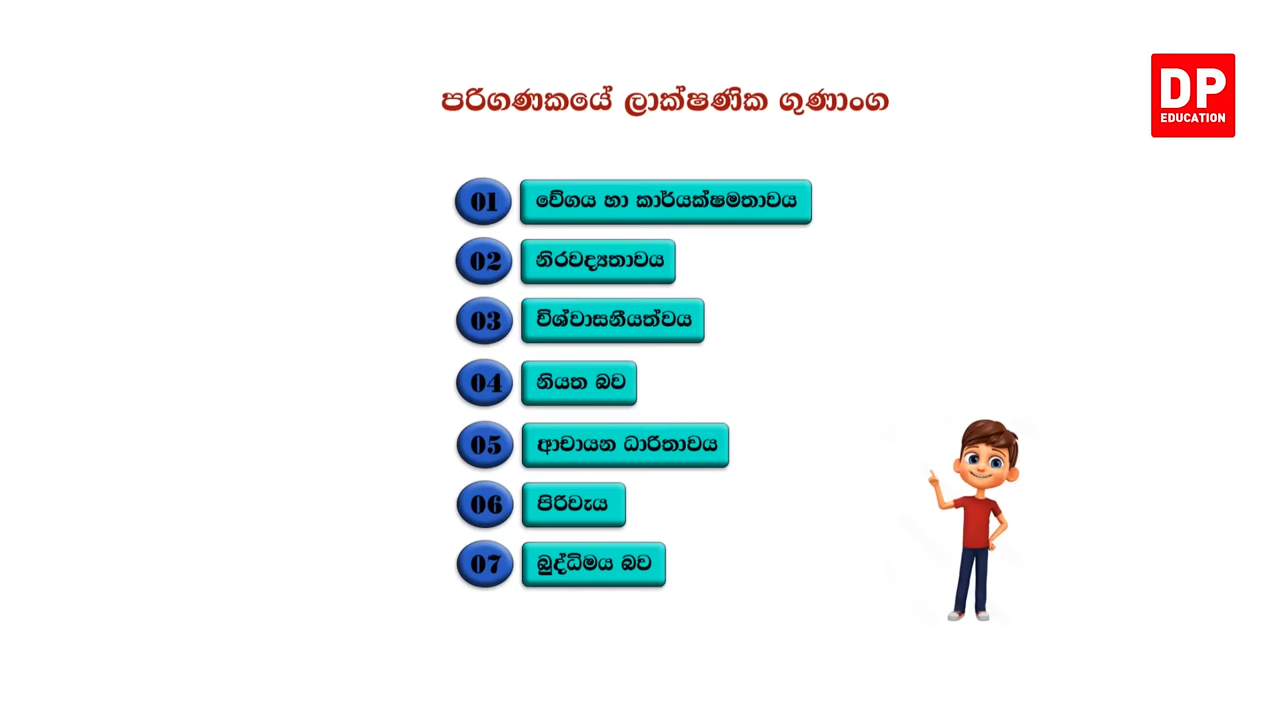 DP
EDUCATION
පරිගණකයේ ලාක්ෂණික ගුණාංග
01 වේගය හා කාර්යක්ෂමතාවය
02 නිරවද්‍යතාවය
03 විශ්වාසනීයත්වය
04 නියත බව
05 ආචායන ධාරිතාවය
06 පිරිවැය
07 බුද්ධිමය බව